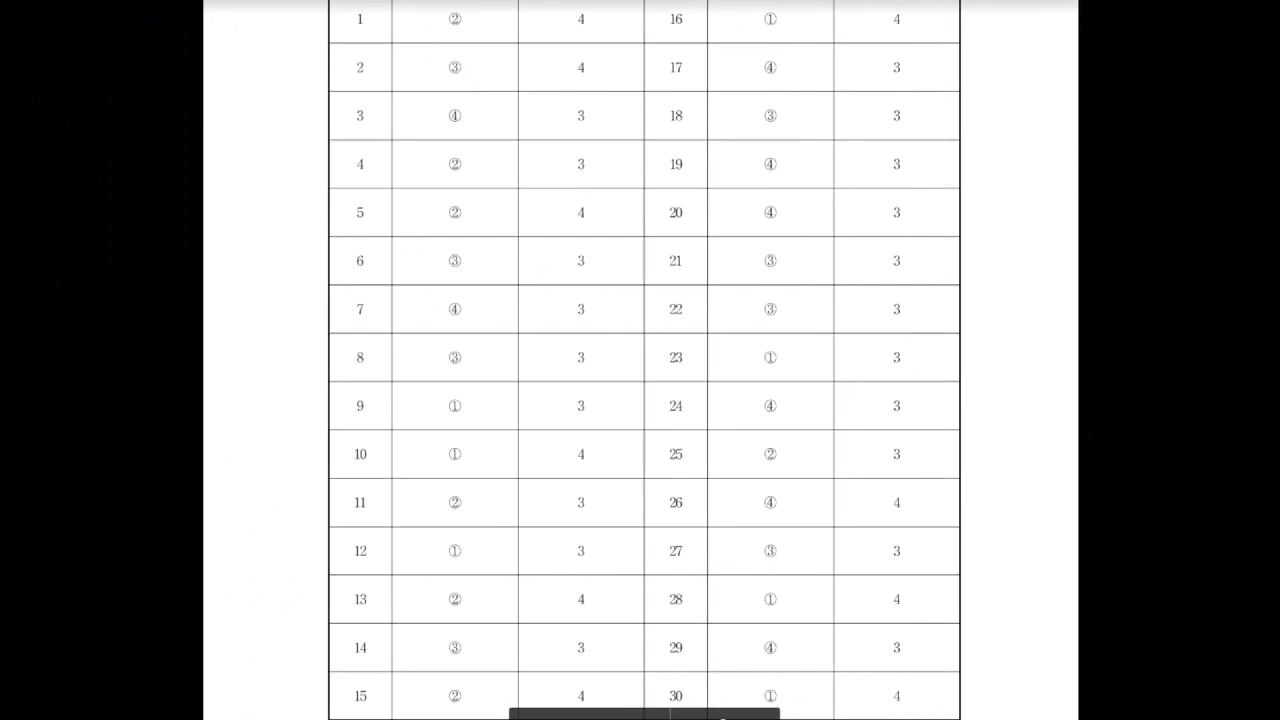 1 ② 4 16 ① 4
2 ③ 4 17 ④ 3
3 ④ 3 18 ③ 3
4 ② 3 19 ④ 3
5 ② 4 20 ④ 3
6 ③ 3 21 ③ 3
7 ④ 3 22 ③ 3
8 ③ 3 23 ① 3
9 ① 3 24 ④ 3
10 ① 4 25 ② 3
11 ② 3 26 ④ 4
12 ① 3 27 ③ 3
13 ② 4 28 ① 4
14 ③ 3 29 ④ 3
15 ② 4 30 ① 4